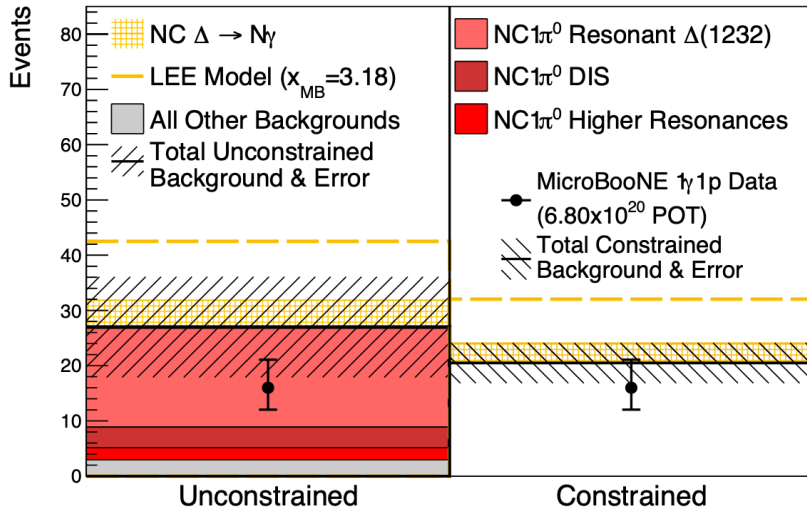 Events
80
70
60
50
40
30
20
10
0
NC Δ → Nγ
LEE Model (x_MB=3.18)
All Other Backgrounds
Total Unconstrained
Background & Error
NC1π⁰ Resonant Δ(1232)
NC1π⁰ DIS
NC1π⁰ Higher Resonances
MicroBooNE 1γ1p Data
(6.80x10²⁰ POT)
Total Constrained
Background & Error
Unconstrained
Constrained